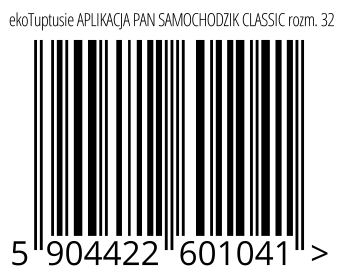 ekoTuptusie APLIKACJA PAN SAMOCHODZIK CLASSIC rozm. 32
5 904422 601041 >